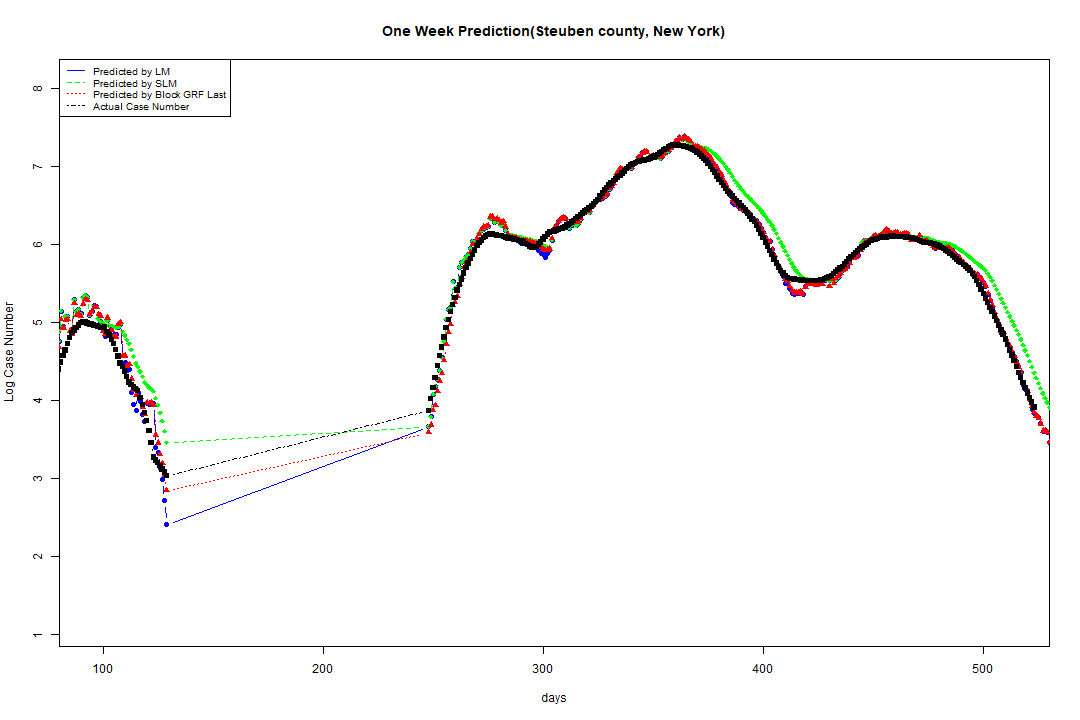 One Week Prediction(Steuben county, New York)
Predicted by LM
Predicted by SLM
Predicted by Block GRF Last
Actual Case Number
8
7
6
5
4
3
2
1
Log Case Number
100 200 300 400 500
days